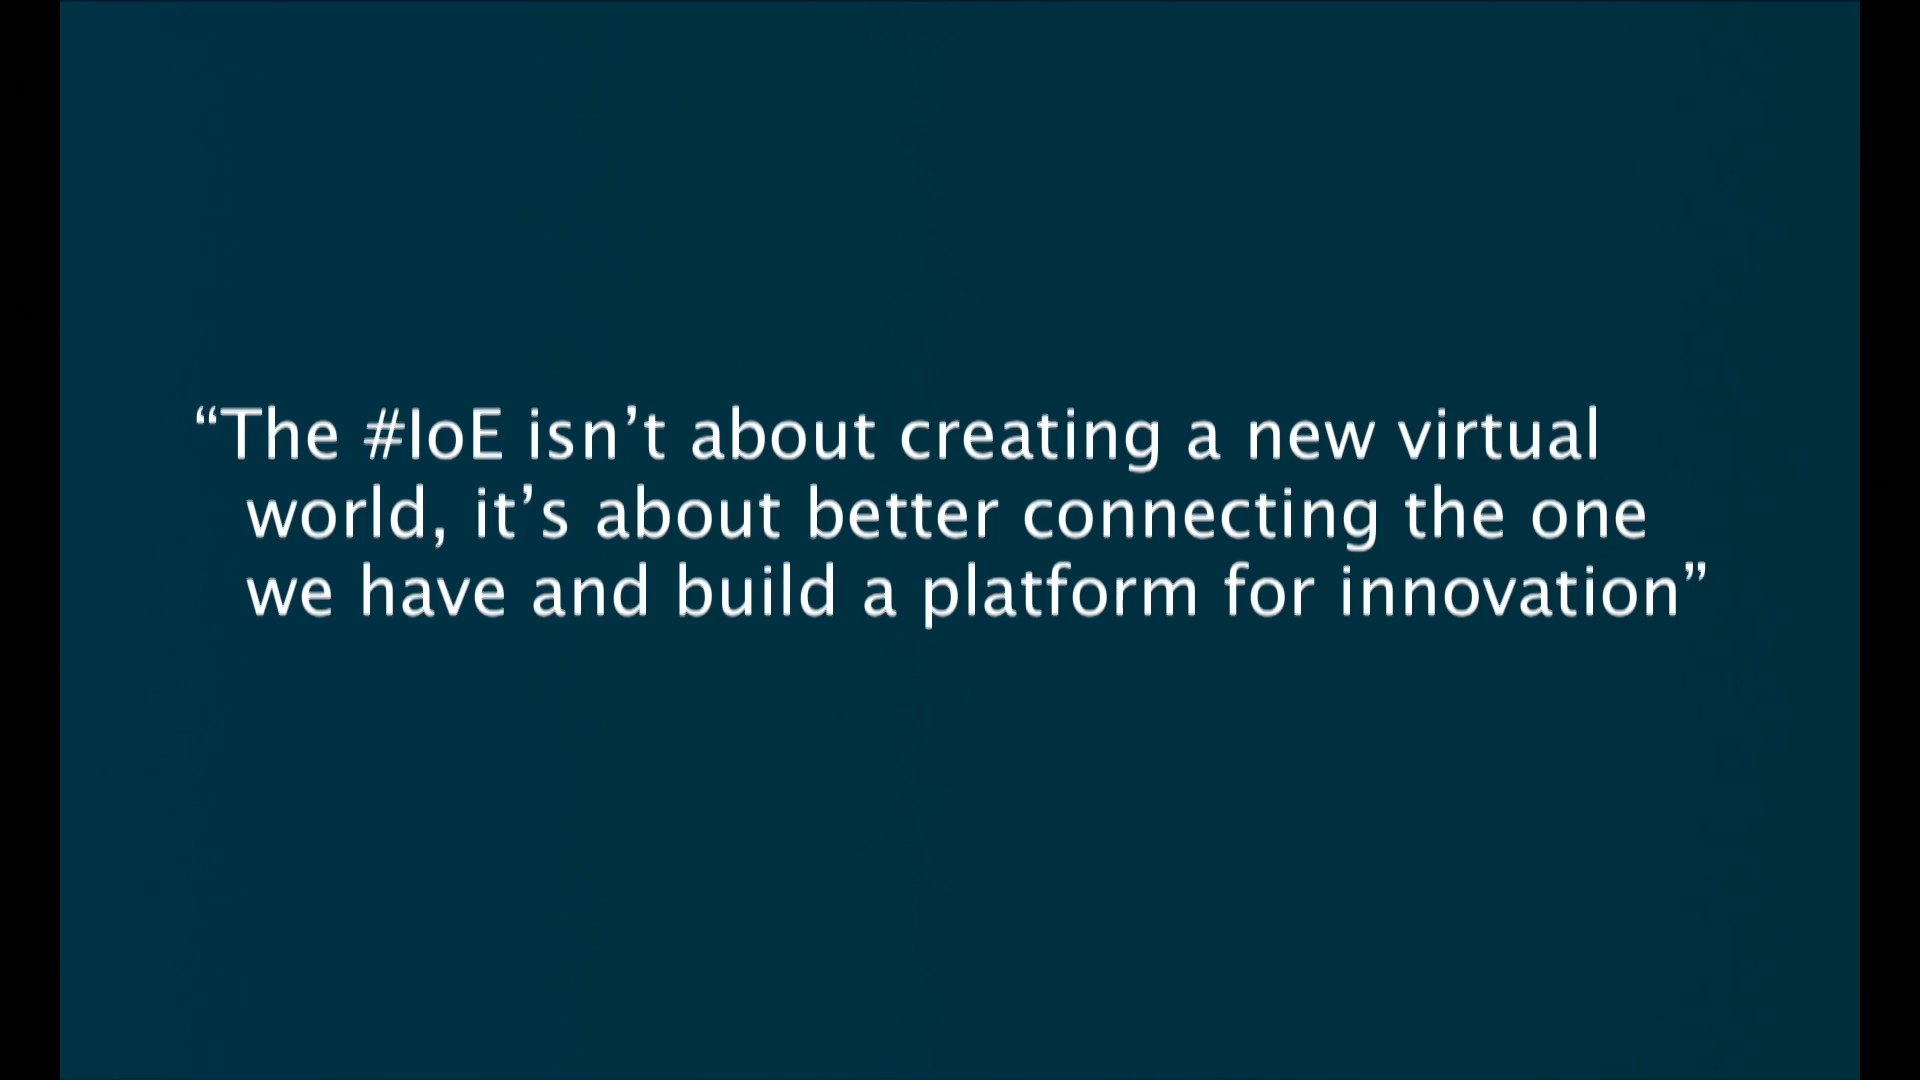 “The #IoE isn’t about creating a new virtual
world, it’s about better connecting the one
we have and build a platform for innovation”